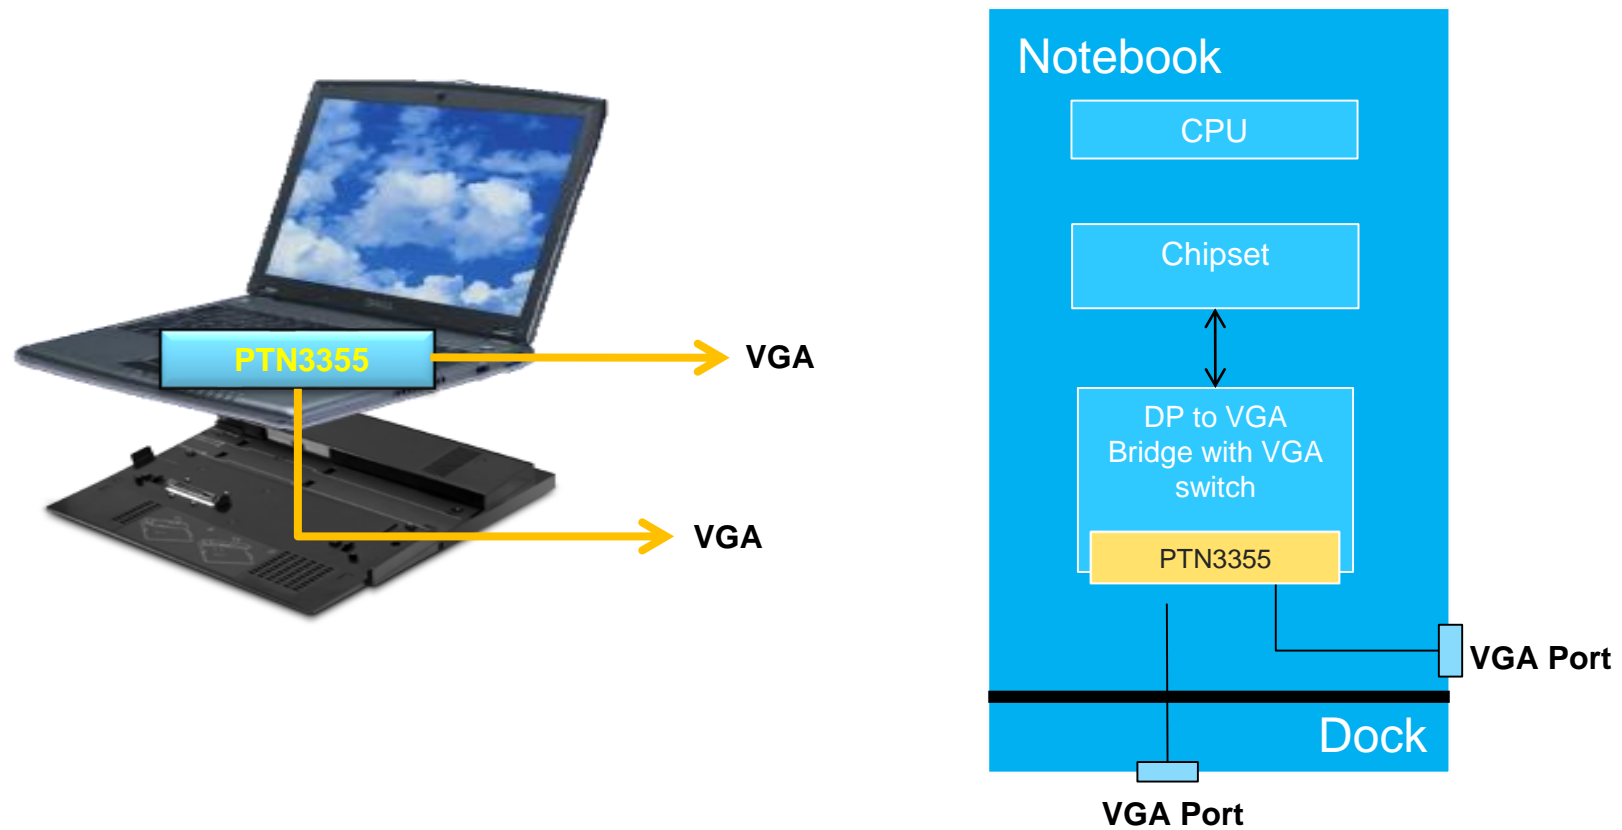 PTN3355
VGA
VGA
Notebook
CPU
Chipset
DP to VGA
Bridge with VGA
switch
PTN3355
VGA Port
Dock
VGA Port